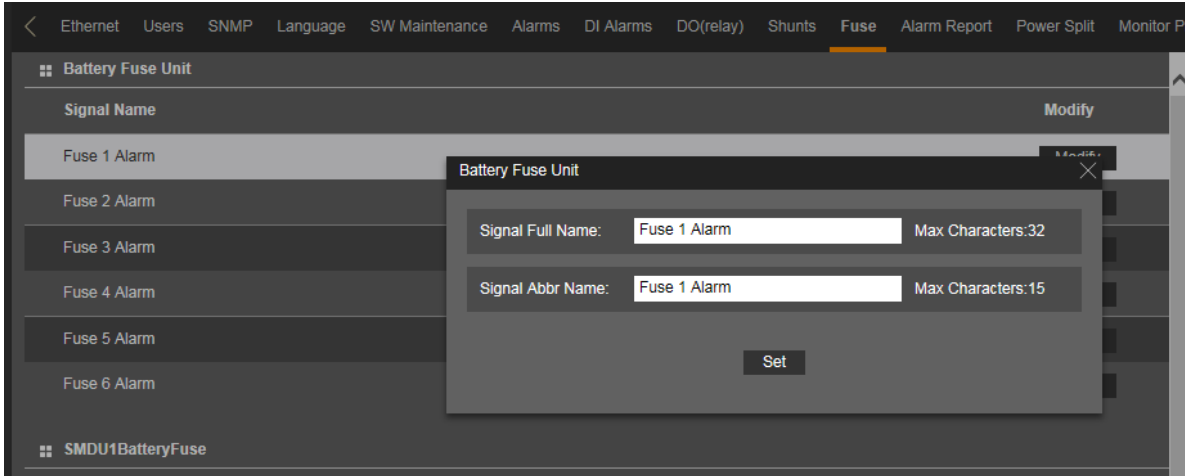 Ethernet Users SNMP Language SW Maintenance Alarms DI Alarms DO(relay) Shunts Fuse Alarm Report Power Split Monitor P
Battery Fuse Unit
Signal Name Modify
Fuse 1 Alarm Modify
Battery Fuse Unit
Fuse 2 Alarm
Signal Full Name: Fuse 1 Alarm Max Characters:32
Fuse 3 Alarm
Signal Abbr Name: Fuse 1 Alarm Max Characters:15
Fuse 4 Alarm
Fuse 5 Alarm
Set
Fuse 6 Alarm
SMDU1BatteryFuse